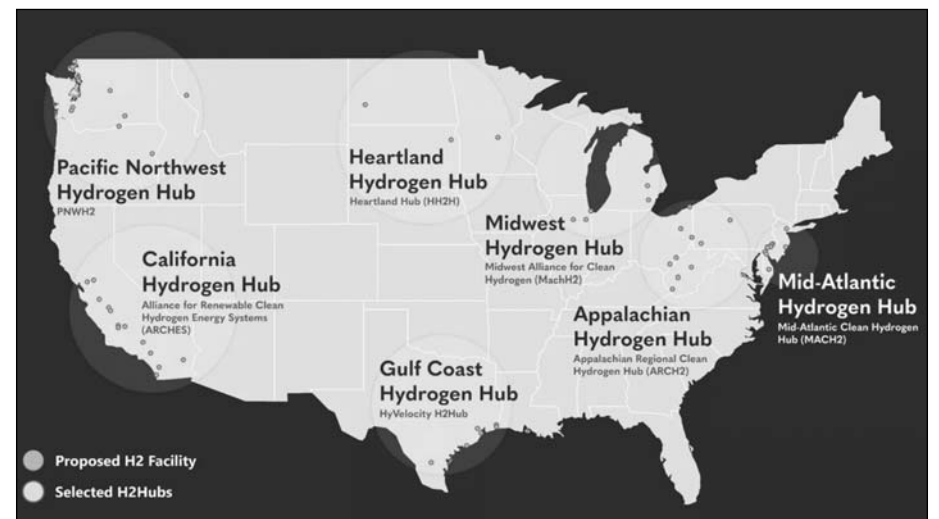 Pacific Northwest
Hydrogen Hub
PNWH2
Heartland
Hydrogen Hub
Heartland Hub (HH2H)
Midwest
Hydrogen Hub
Midwest Alliance for Clean
Hydrogen (MachH2)
California
Hydrogen Hub
Alliance for Renewable Clean
Hydrogen Energy Systems
(ARCHES)
Mid-Atlantic
Hydrogen Hub
Mid-Atlantic Clean Hydrogen
Hub (MACH2)
Appalachian
Hydrogen Hub
Appalachian Regional Clean
Hydrogen Hub (ARCH2)
Gulf Coast
Hydrogen Hub
HyVelocity H2Hub
Proposed H2 Facility
Selected H2Hubs